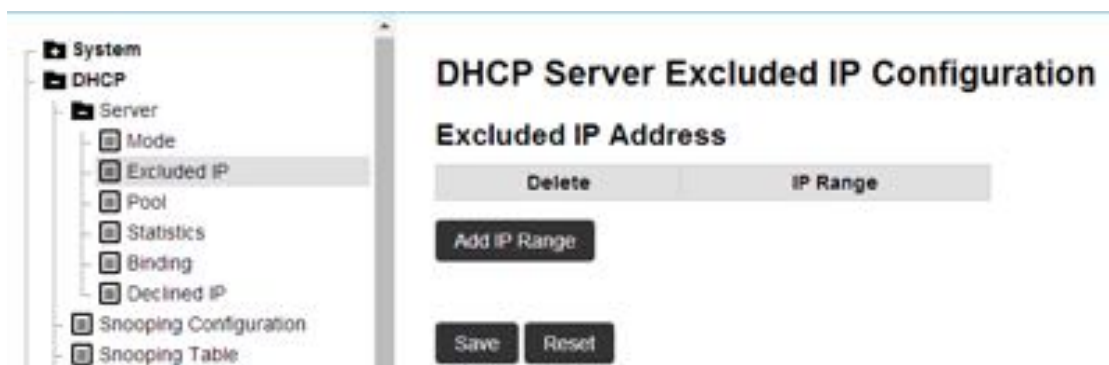 System
DHCP
Server
Mode
Excluded IP
Pool
Statistics
Binding
Declined IP
Snooping Configuration
Snooping Table
DHCP Server Excluded IP Configuration
Excluded IP Address
Delete IP Range
Add IP Range
Save Reset